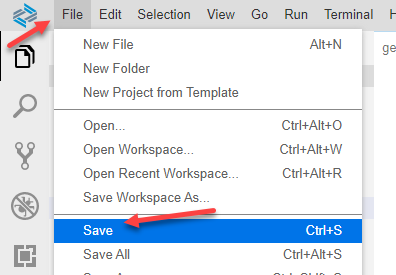 File Edit Selection View Go Run Terminal
New File Alt+N
New Folder
New Project from Template
Open... Ctrl+Alt+O
Open Workspace... Ctrl+Alt+W
Open Recent Workspace... Ctrl+Alt+R
Save Workspace As...
Save Ctrl+S
Save All Ctrl+Alt+S